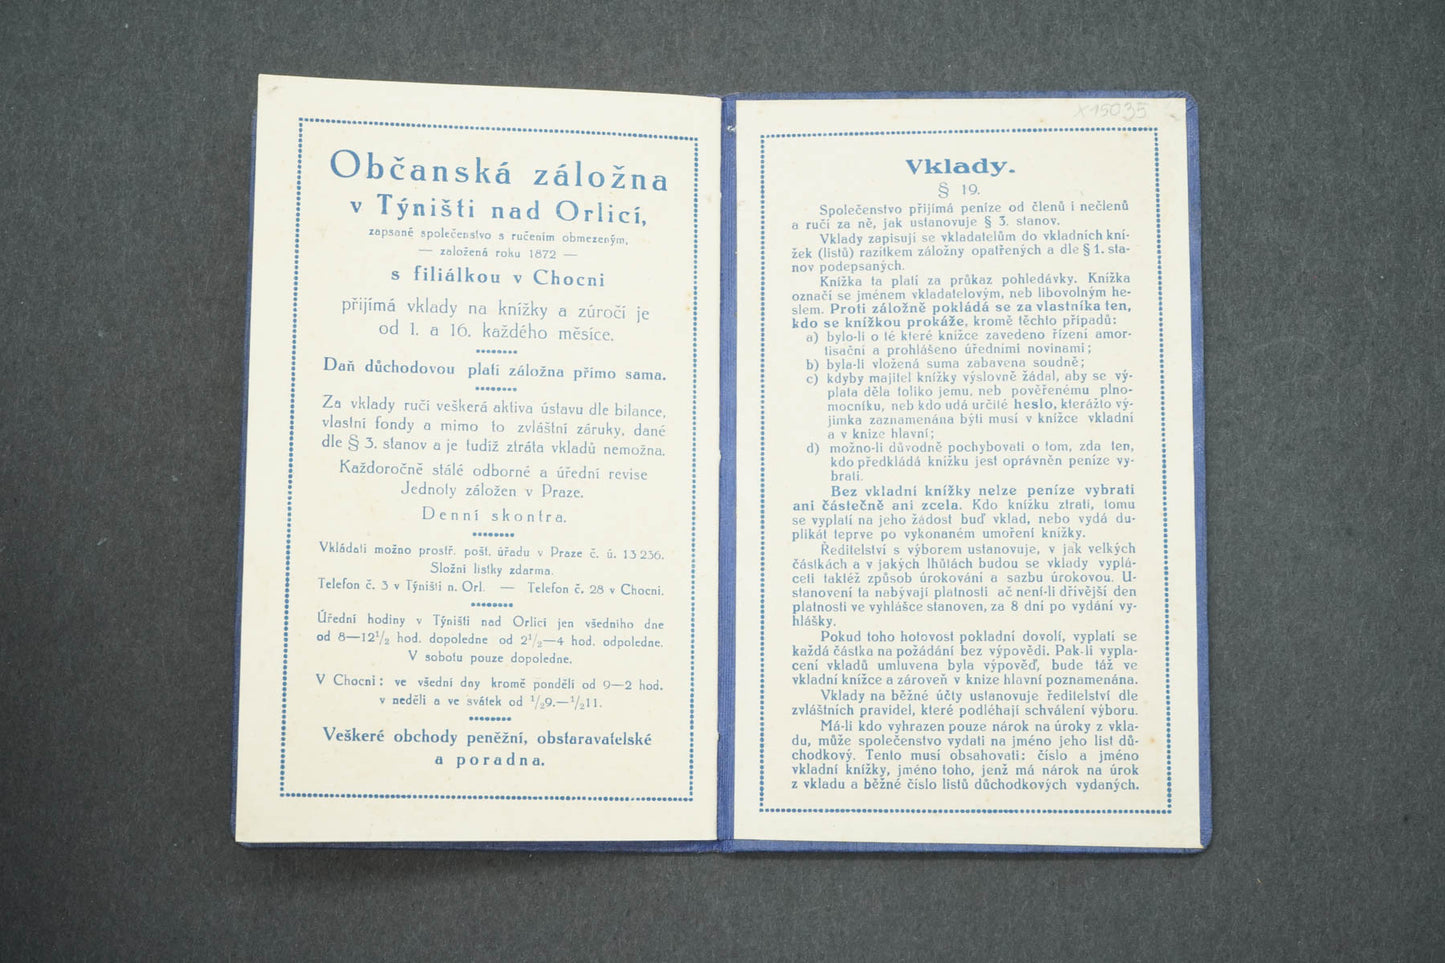 Občanská záložna
v Týništi nad Orlicí,
zapsané společenstvo s ručením obmezeným,
— založená roku 1872 —
s filiálkou v Chocni
přijímá vklady na knížky a zúročí je
od 1. a 16. každého měsíce.
Daň důchodovou platí záložna přímo sama.
Za vklady ručí veškerá aktiva ústavu dle bilance,
vlastní fondy a mimo to zvláštní záruky, dané
dle § 3. stanov a je tudíž ztráta vkladů nemožna.
Každoročně stálé odborné a úřední revise
Jednoty záložen v Praze.
Denní skontra.
Vkládati možno prostř. pošt. úřadu v Praze č. ú. 13 236.
Složní lístky zdarma.
Telefon č. 3 v Týništi n. Orl. — Telefon č. 28 v Chocni.
Úřední hodiny v Týništi nad Orlicí jen všedního dne
od 8—12½ hod. dopoledne od 2½—4 hod. odpoledne.
V sobotu pouze dopoledne.
V Chocni: ve všední dny kromě pondělí od 9—2 hod.
v neděli a ve svátek od ½9.—½11.
Veškeré obchody peněžní, obstaravatelské
a poradna.
x15035
Vklady.
§ 19.
Společenstvo přijímá peníze od členů i nečlenů
a ručí za ně, jak ustanovuje § 3. stanov.
Vklady zapisují se vkladatelům do vkladních kní-
žek (listů) razítkem záložny opatřených a dle § 1. sta-
nov podepsaných.
Knížka ta platí za průkaz pohledávky. Knížka
označí se jménem vkladatelovým, neb libovolným he-
slem. Proti záložně pokládá se za vlastníka ten,
kdo se knížkou prokáže, kromě těchto případů:
a) bylo-li o té které knížce zavedeno řízení amor-
tisační a prohlášeno úředními novinami;
b) byla-li vložená suma zabavena soudně;
c) kdyby majitel knížky výslovně žádal, aby se vý-
plata děla toliko jemu, neb pověřenému plno-
mocníku, neb kdo udá určité heslo, kterážto vý-
jimka zaznamenána býti musí v knížce vkladní
a v knize hlavní;
d) možno-li důvodně pochybovati o tom, zda ten,
kdo předkládá knížku jest oprávněn peníze vy-
brati.
Bez vkladní knížky nelze peníze vybrati
ani částečně ani zcela. Kdo knížku ztratí, tomu
se vyplatí na jeho žádost buď vklad, nebo vydá du-
plikát teprve po vykonaném umoření knížky.
Ředitelství s výborem ustanovuje, v jak velkých
částkách a v jakých lhůtách budou se vklady vyplá-
ceti taktéž způsob úrokování a sazbu úrokovou. U-
stanovení ta nabývají platnosti ač není-li dřívější den
platnosti ve vyhlášce stanoven, za 8 dní po vydání vy-
hlášky.
Pokud toho hotovost pokladní dovolí, vyplatí se
každá částka na požádání bez výpovědi. Pak-li vypla-
cení vkladů umluvena byla výpověď, bude táž ve
vkladní knížce a zároveň v knize hlavní poznamenána.
Vklady na běžné účty ustanovuje ředitelství dle
zvláštních pravidel, které podléhají schválení výboru.
Má-li kdo vyhrazen pouze nárok na úroky z vkla-
du, může společenstvo vydati na jméno jeho list dů-
chodkový. Tento musí obsahovati: číslo a jméno
vkladní knížky, jméno toho, jenž má nárok na úrok
z vkladu a běžné číslo listů důchodkových vydaných.